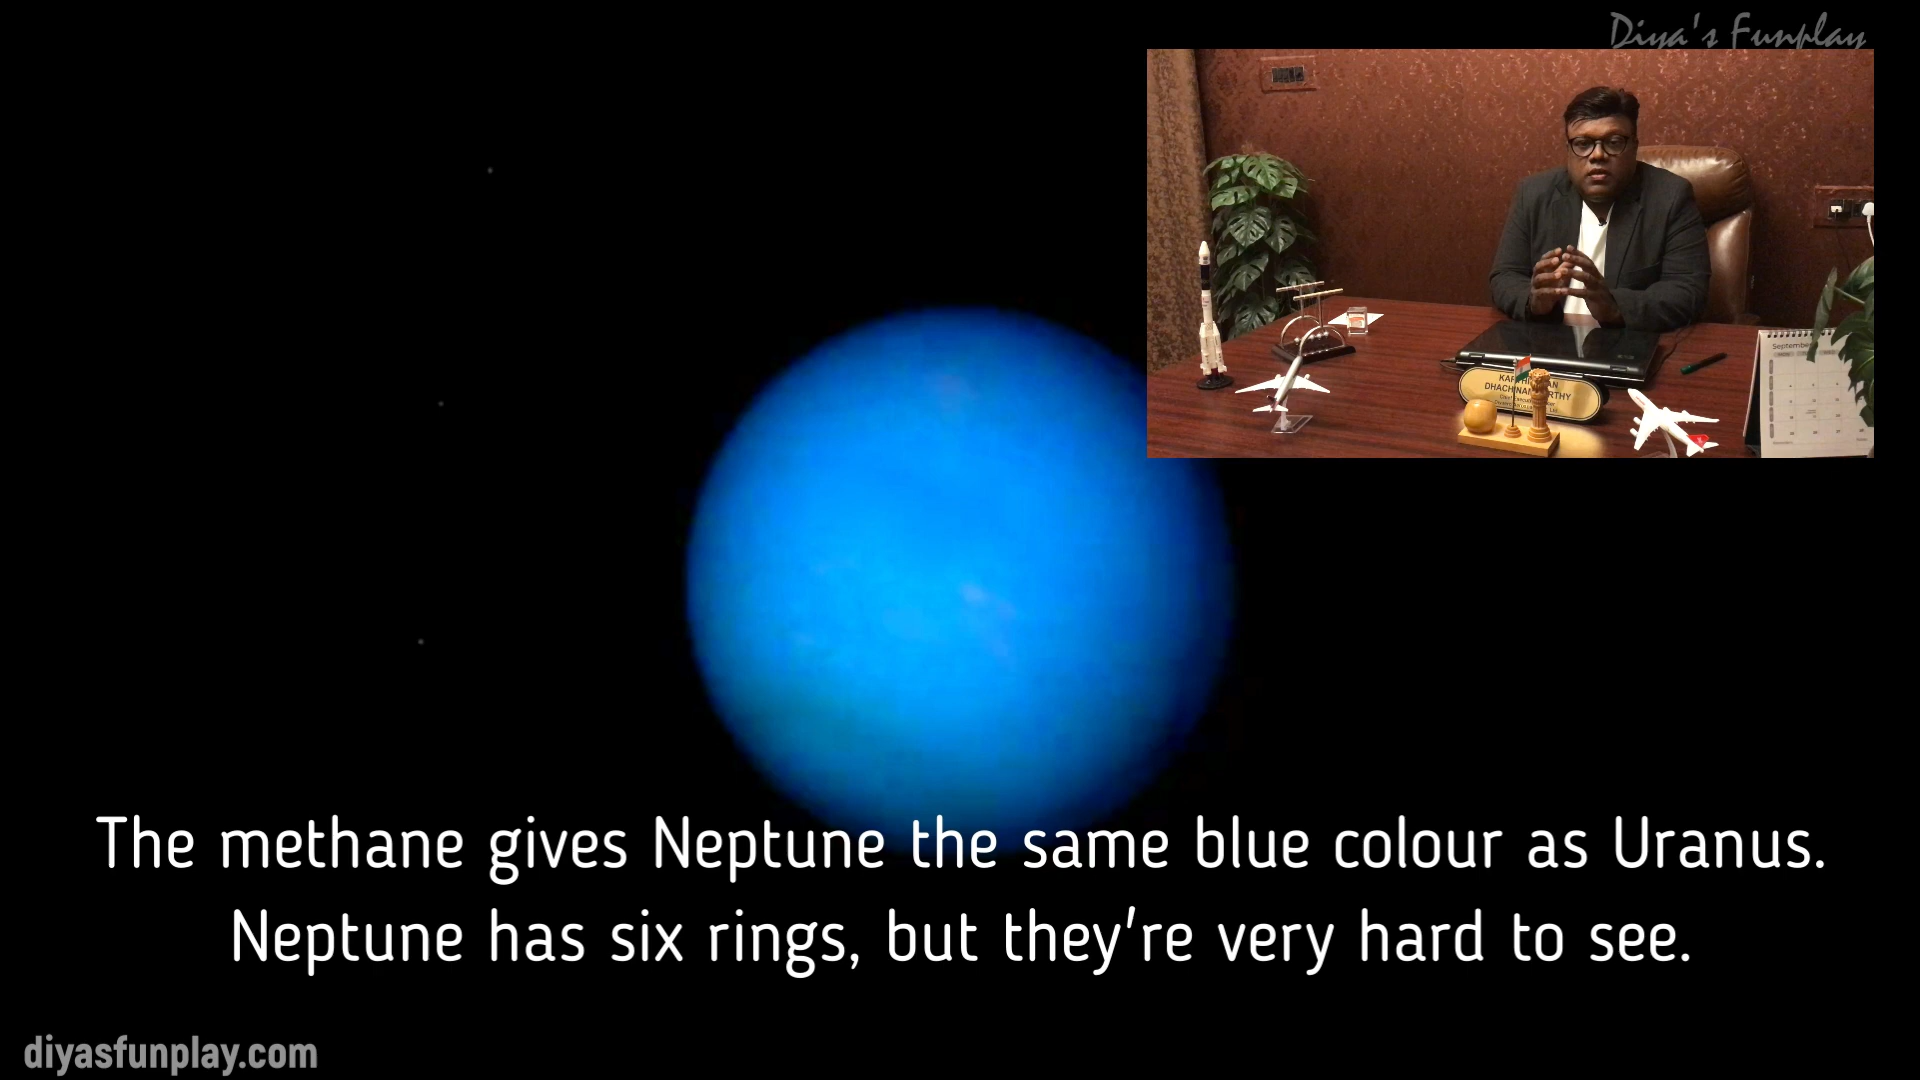 Diya's Funplay
September
The methane gives Neptune the same blue colour as Uranus.
Neptune has six rings, but they're very hard to see.
diyasfunplay.com